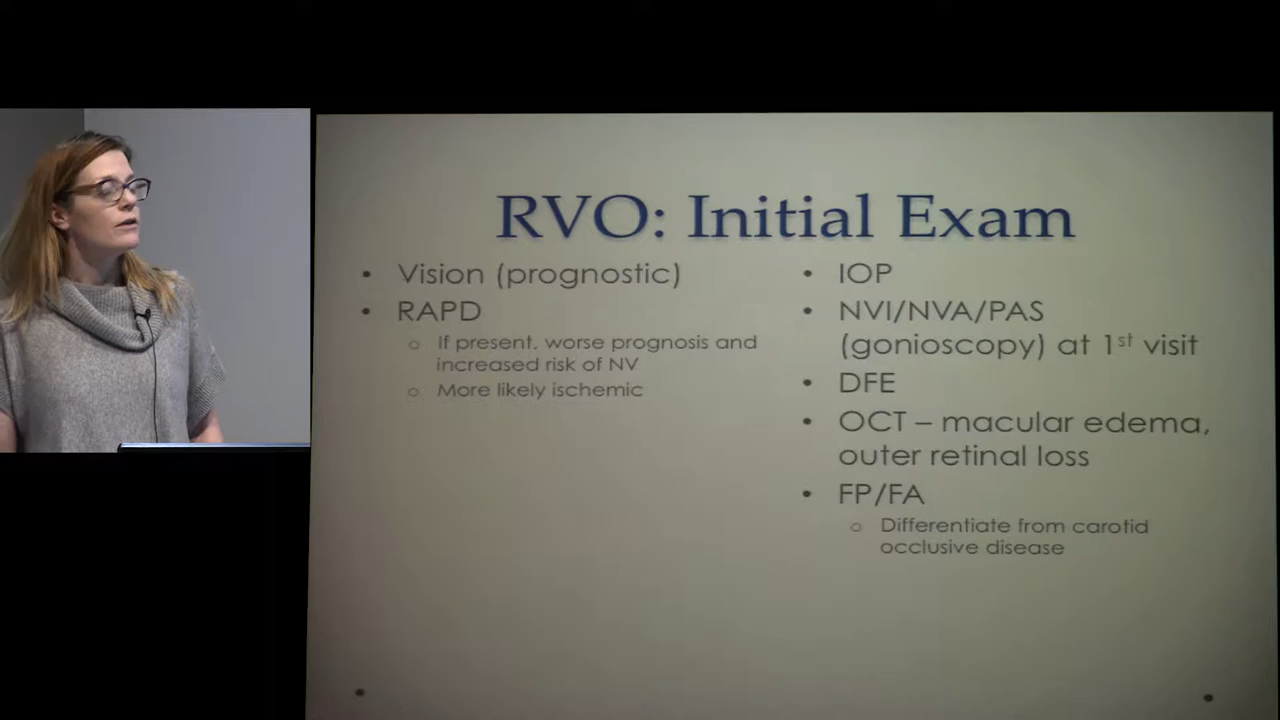 RVO: Initial Exam
• Vision (prognostic)
• RAPD
o If present, worse prognosis and
increased risk of NV
o More likely ischemic
• IOP
• NVI/NVA/PAS
(gonioscopy) at 1st visit
• DFE
• OCT – macular edema,
outer retinal loss
• FP/FA
o Differentiate from carotid
occlusive disease